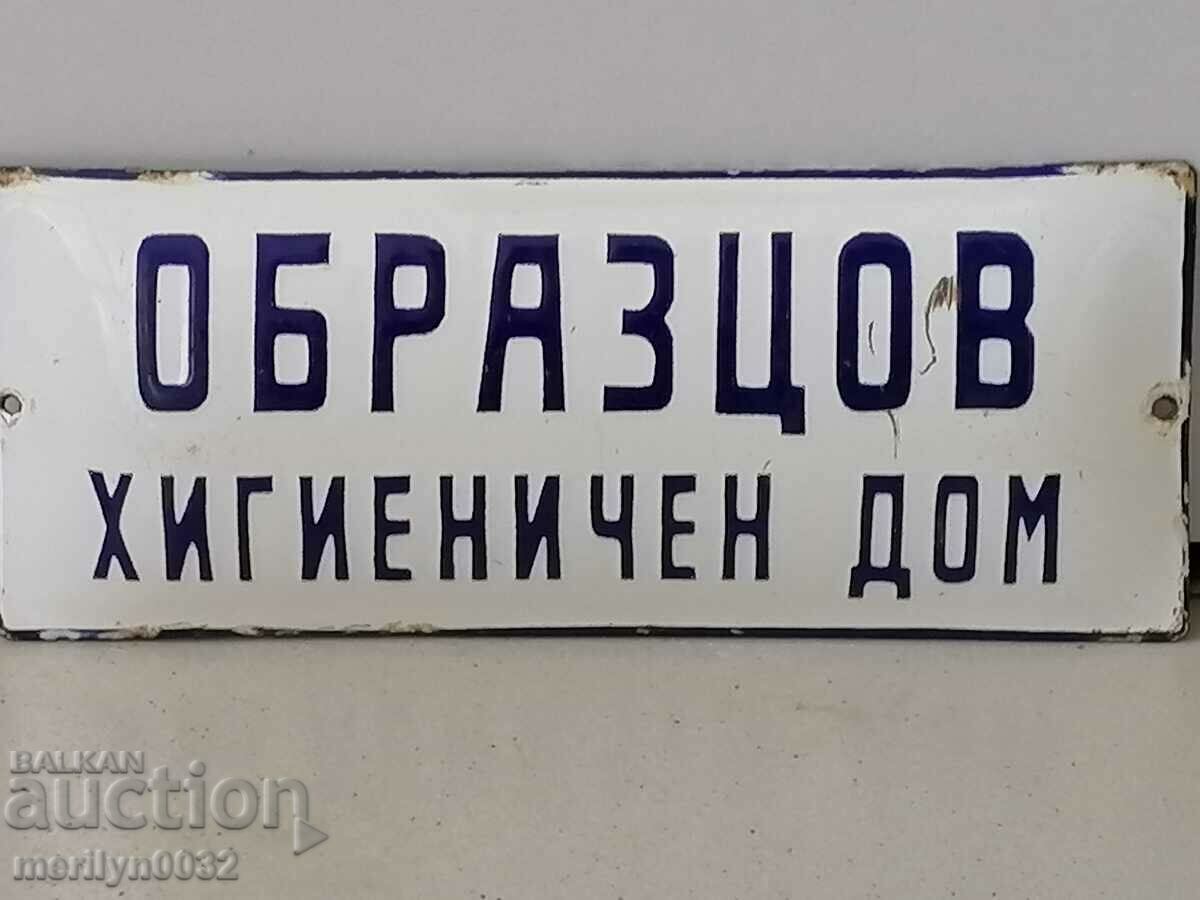 ОБРАЗЦОВ
ХИГИЕНИЧЕН ДОМ
BALKAN
auction
merilyn0032